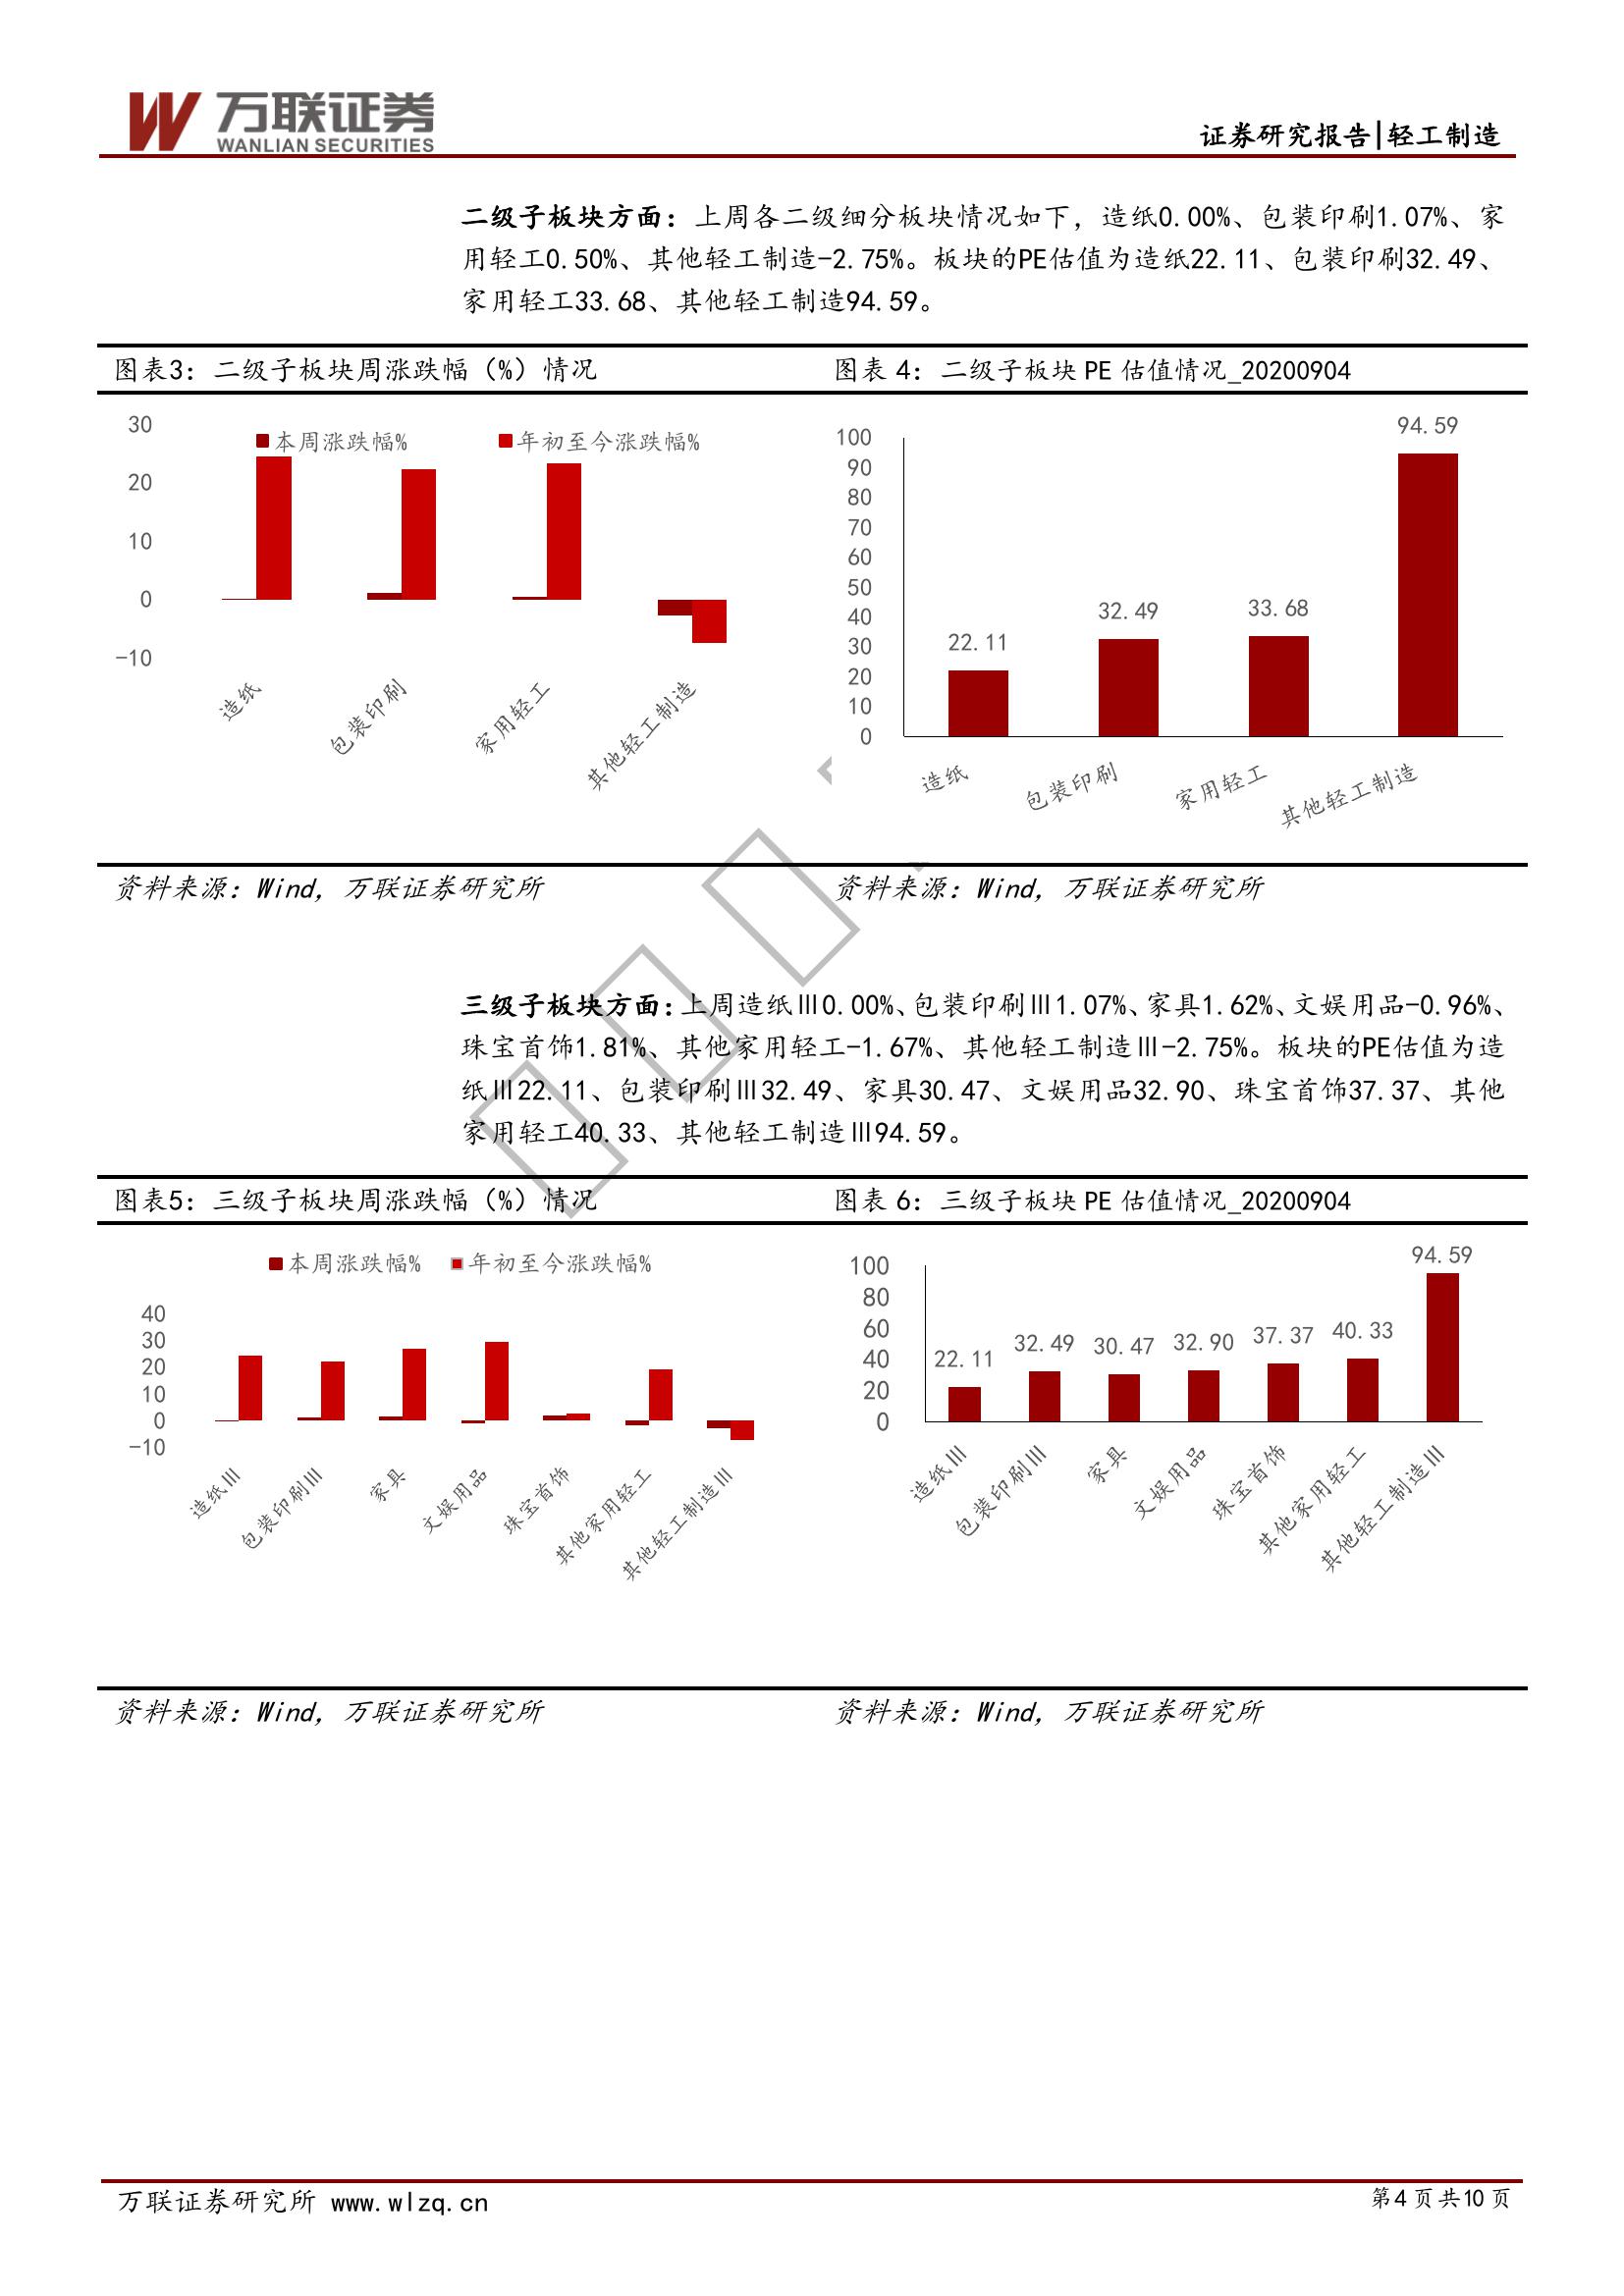 万联证券
WANLIAN SECURITIES
证券研究报告|轻工制造
二级子板块方面：上周各二级细分板块情况如下，造纸0.00%、包装印刷1.07%、家
用轻工0.50%、其他轻工制造-2.75%。板块的PE估值为造纸22.11、包装印刷32.49、
家用轻工33.68、其他轻工制造94.59。
图表3：二级子板块周涨跌幅（%）情况
30
20
10
0
-10
本周涨跌幅%
年初至今涨跌幅%
造纸
包装印刷
家用轻工
其他轻工制造
图表 4：二级子板块 PE 估值情况_20200904
100
90
80
70
60
50
40
30
20
10
0
22.11
32.49
33.68
94.59
造纸
包装印刷
家用轻工
其他轻工制造
资料来源：Wind，万联证券研究所
资料来源：Wind，万联证券研究所
三级子板块方面：上周造纸Ⅲ0.00%、包装印刷Ⅲ1.07%、家具1.62%、文娱用品-0.96%、
珠宝首饰1.81%、其他家用轻工-1.67%、其他轻工制造Ⅲ-2.75%。板块的PE估值为造
纸Ⅲ22.11、包装印刷Ⅲ32.49、家具30.47、文娱用品32.90、珠宝首饰37.37、其他
家用轻工40.33、其他轻工制造Ⅲ94.59。
图表5：三级子板块周涨跌幅（%）情况
本周涨跌幅%
年初至今涨跌幅%
40
30
20
10
0
-10
造纸Ⅲ
包装印刷Ⅲ
家具
文娱用品
珠宝首饰
其他家用轻工
其他轻工制造Ⅲ
图表 6：三级子板块 PE 估值情况_20200904
100
80
60
40
20
0
22.11
32.49
30.47
32.90
37.37
40.33
94.59
造纸Ⅲ
包装印刷Ⅲ
家具
文娱用品
珠宝首饰
其他家用轻工
其他轻工制造Ⅲ
资料来源：Wind，万联证券研究所
资料来源：Wind，万联证券研究所
万联证券研究所 www.wlzq.cn
第 4 页 共 10 页